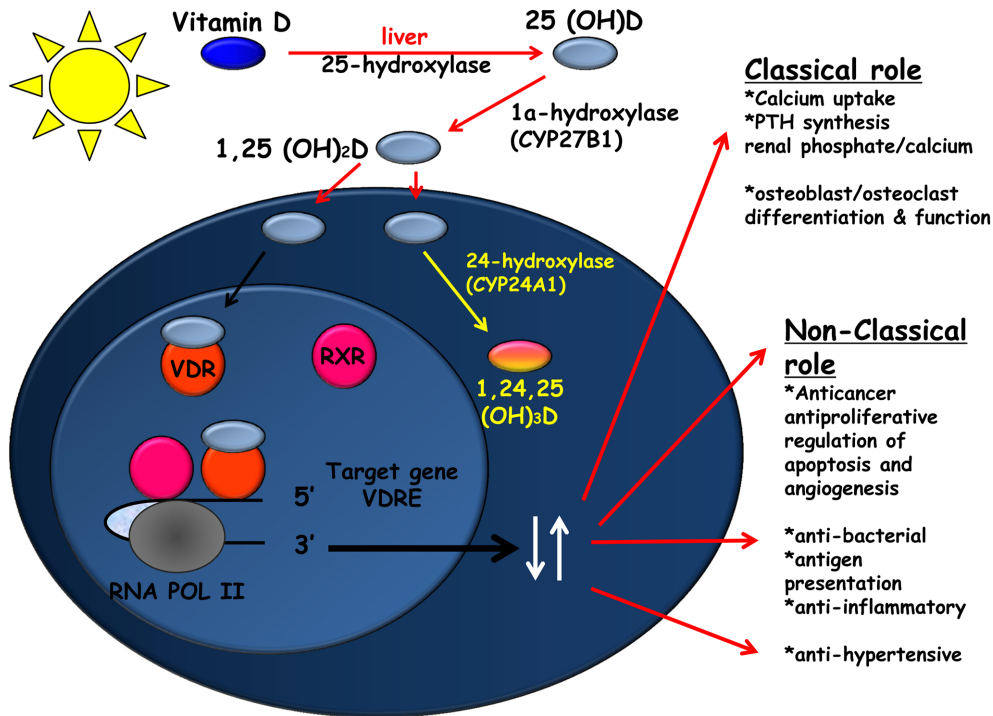 Vitamin D
liver
25-hydroxylase
25 (OH)D
1a-hydroxylase
(CYP27B1)
1,25 (OH)₂D
24-hydroxylase
(CYP24A1)
VDR
RXR
1,24,25
(OH)₃D
Target gene
VDRE
5'
3'
RNA POL II
Classical role
*Calcium uptake
*PTH synthesis
renal phosphate/calcium
*osteoblast/osteoclast
differentiation & function
Non-Classical
role
*Anticancer
antiproliferative
regulation of
apoptosis and
angiogenesis
*anti-bacterial
*antigen
presentation
*anti-inflammatory
*anti-hypertensive